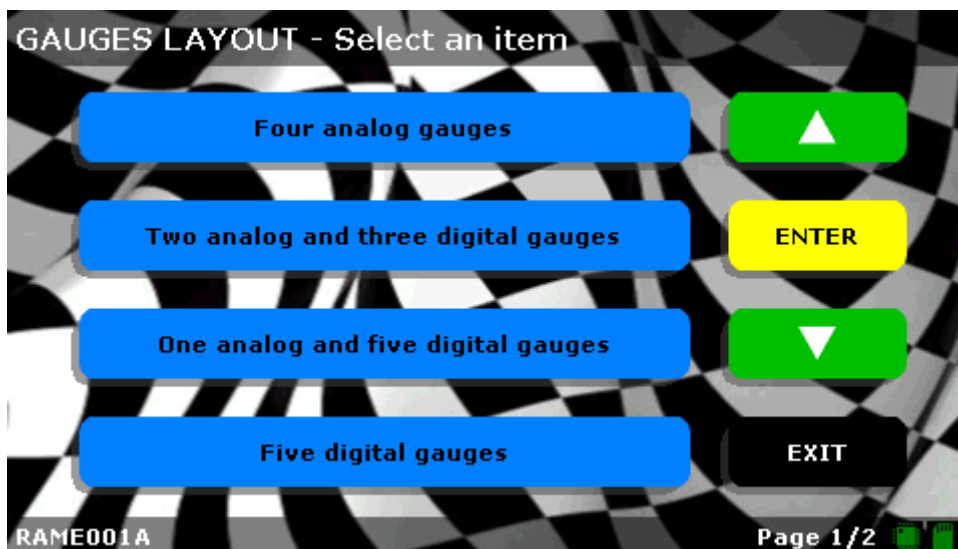 GAUGES LAYOUT - Select an item
Four analog gauges
Two analog and three digital gauges
ENTER
One analog and five digital gauges
Five digital gauges
EXIT
RAME001A
Page 1/2